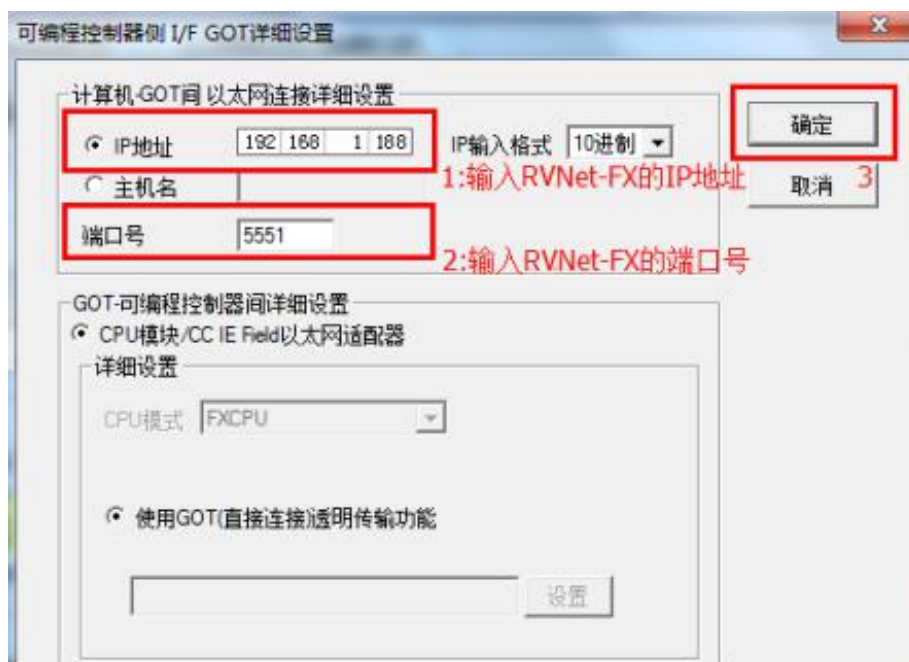 可编程控制器侧 I/F GOT详细设置
计算机-GOT间 以太网连接详细设置
IP地址 192 168 1 188 IP输入格式 10进制 确定
1:输入RVNet-FX的IP地址
主机名 取消 3
端口号 5551
2:输入RVNet-FX的端口号
GOT-可编程控制器间详细设置
CPU模块/CC IE Field以太网适配器
详细设置
CPU模式 FXCPU
使用GOT(直接连接)透明传输功能
设置